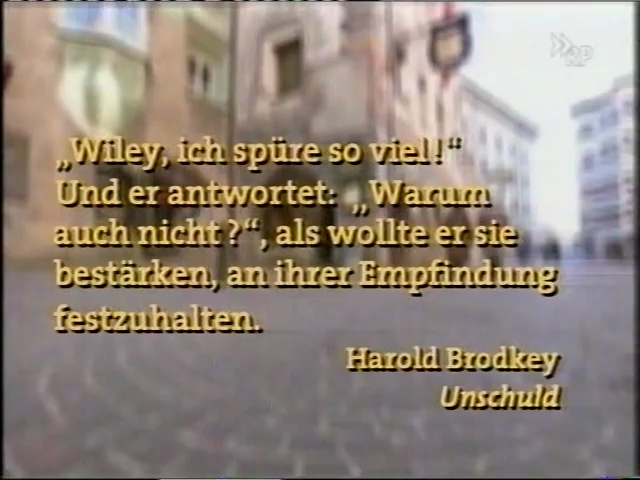 RP
„Wiley, ich spüre so viel!“
Und er antwortet: „Warum
auch nicht?“, als wollte er sie
bestärken, an ihrer Empfindung
festzuhalten.
Harold Brodkey
Unschuld